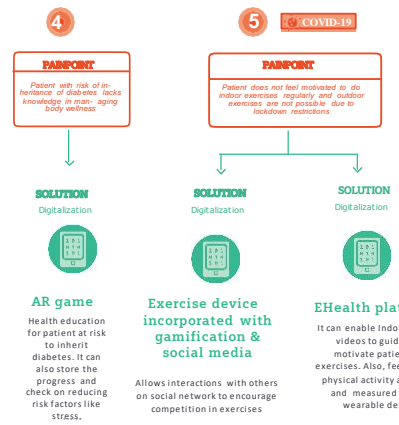 4
PAINPOINT
Patient with risk of in-
heritance of diabetes lacks
knowledge in man- aging
body wellness
SOLUTION
Digitalization
AR game
Health education
for patient at risk
to inherit
diabetes. It can
also store the
progress and
check on reducing
risk factors like
stress.
5 COVID-19
PAINPOINT
Patient does not feel motivated to do
indoor exercises regularly and outdoor
exercises are not possible due to
lockdown restrictions
SOLUTION
Digitalization
Exercise device
incorporated with
gamification &
social media
Allows interactions with others
on social network to encourage
competition in exercises
SOLUTION
Digitalization
EHealth plat
It can enable Indo
videos to guid
motivate patie
exercises. Also, fee
physical activity a
and measured
wearable de